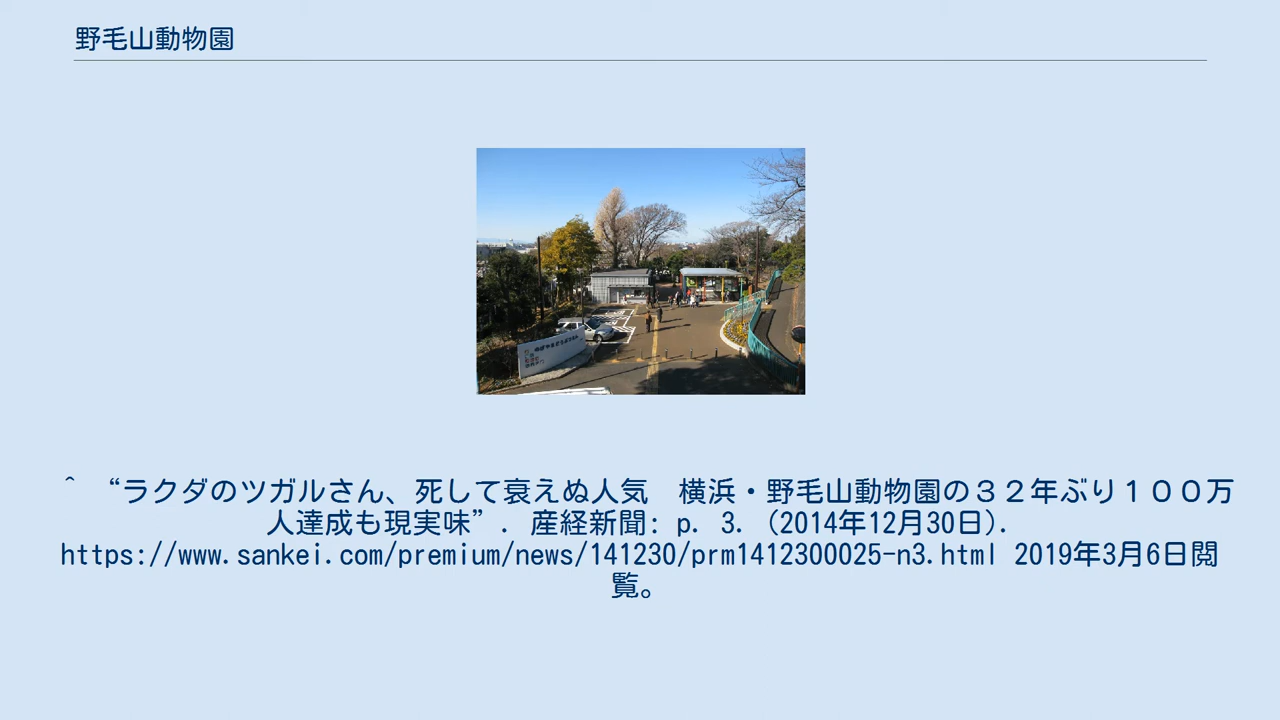 野毛山動物園
^ “ラクダのツガルさん、死して衰えぬ人気　横浜・野毛山動物園の３２年ぶり１００万
人達成も現実味”. 産経新聞: p. 3. (2014年12月30日).
https://www.sankei.com/premium/news/141230/prm1412300025-n3.html 2019年3月6日閲
覧。